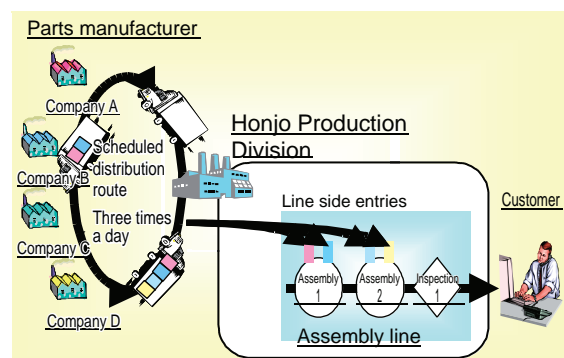 Parts manufacturer
Company A
Company B
Company C
Company D
Scheduled
distribution
route
Three times
a day
Honjo Production
Division
Line side entries
Assembly
1
Assembly
2
Inspection
1
Assembly line
Customer